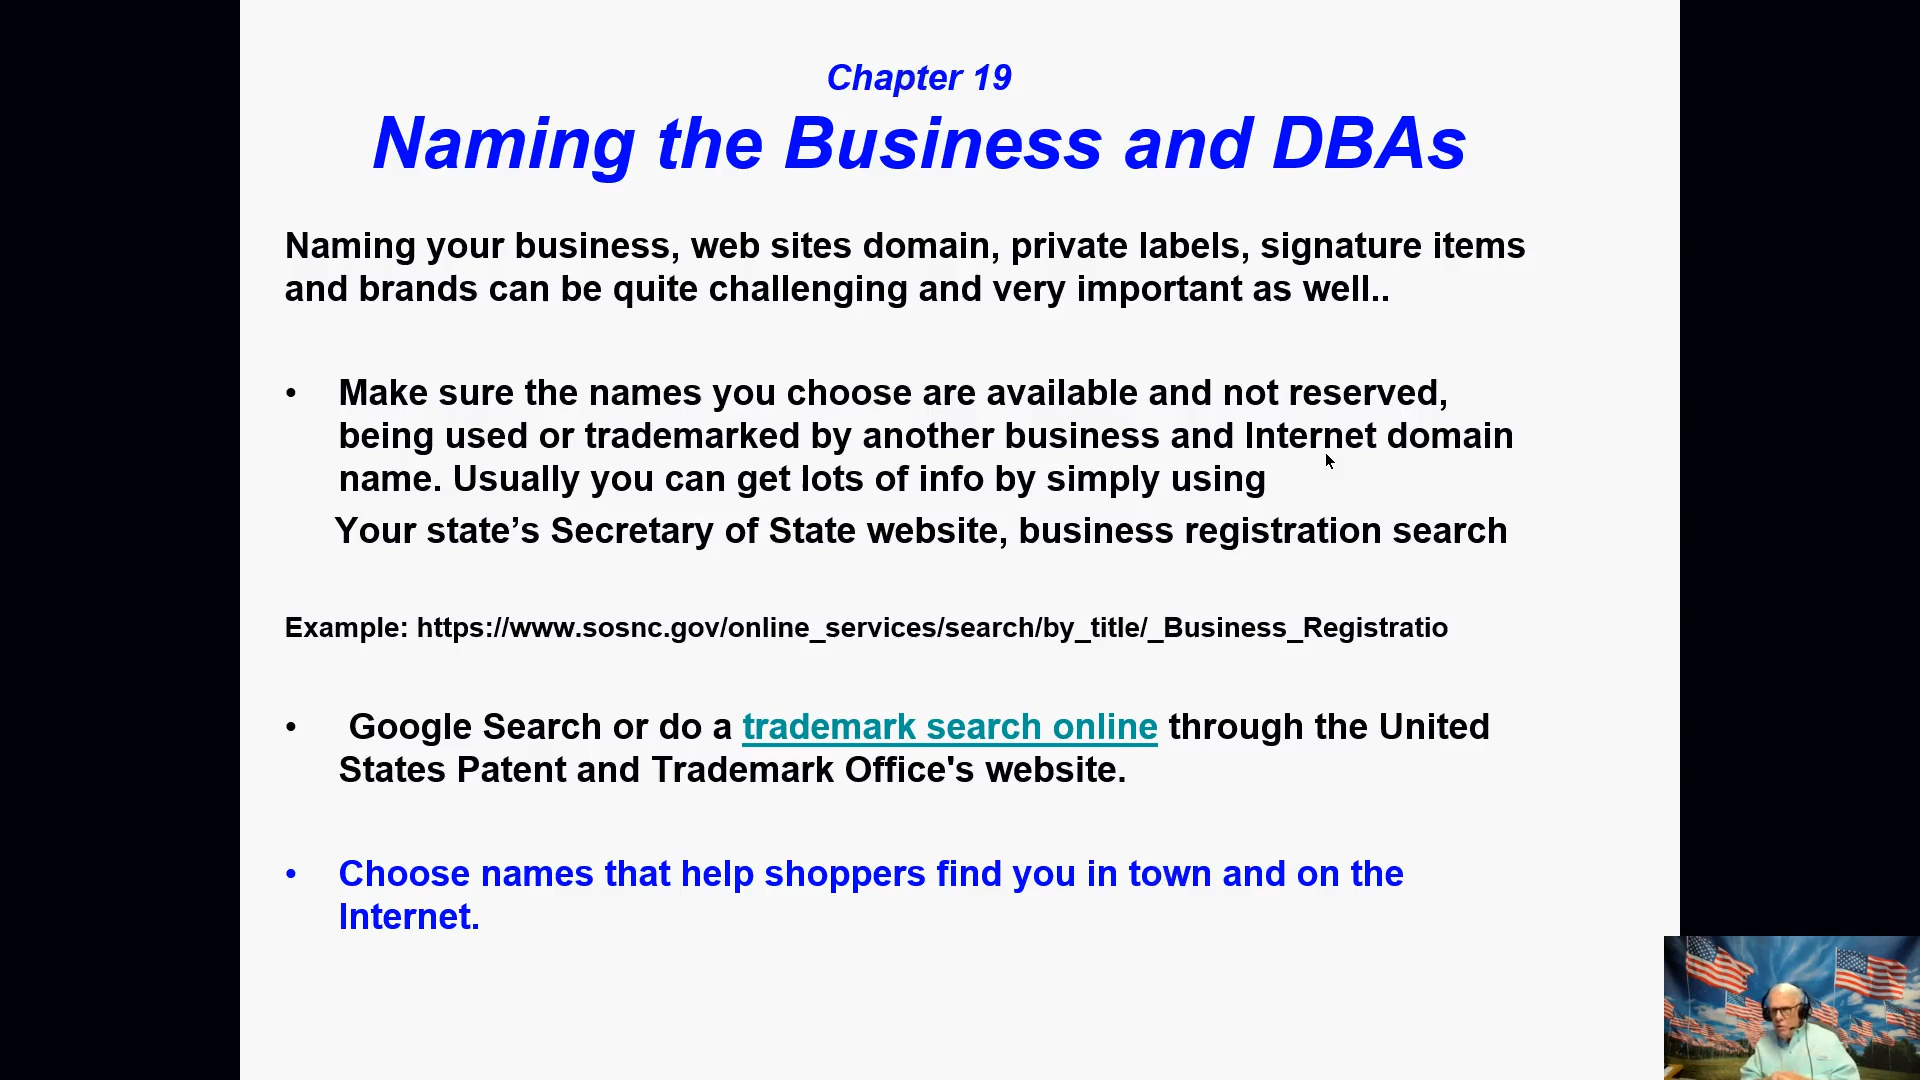 Chapter 19
Naming the Business and DBAs
Naming your business, web sites domain, private labels, signature items
and brands can be quite challenging and very important as well..
• Make sure the names you choose are available and not reserved,
being used or trademarked by another business and Internet domain
name. Usually you can get lots of info by simply using
Your state’s Secretary of State website, business registration search
Example: https://www.sosnc.gov/online_services/search/by_title/_Business_Registratio
• Google Search or do a trademark search online through the United
States Patent and Trademark Office's website.
• Choose names that help shoppers find you in town and on the
Internet.